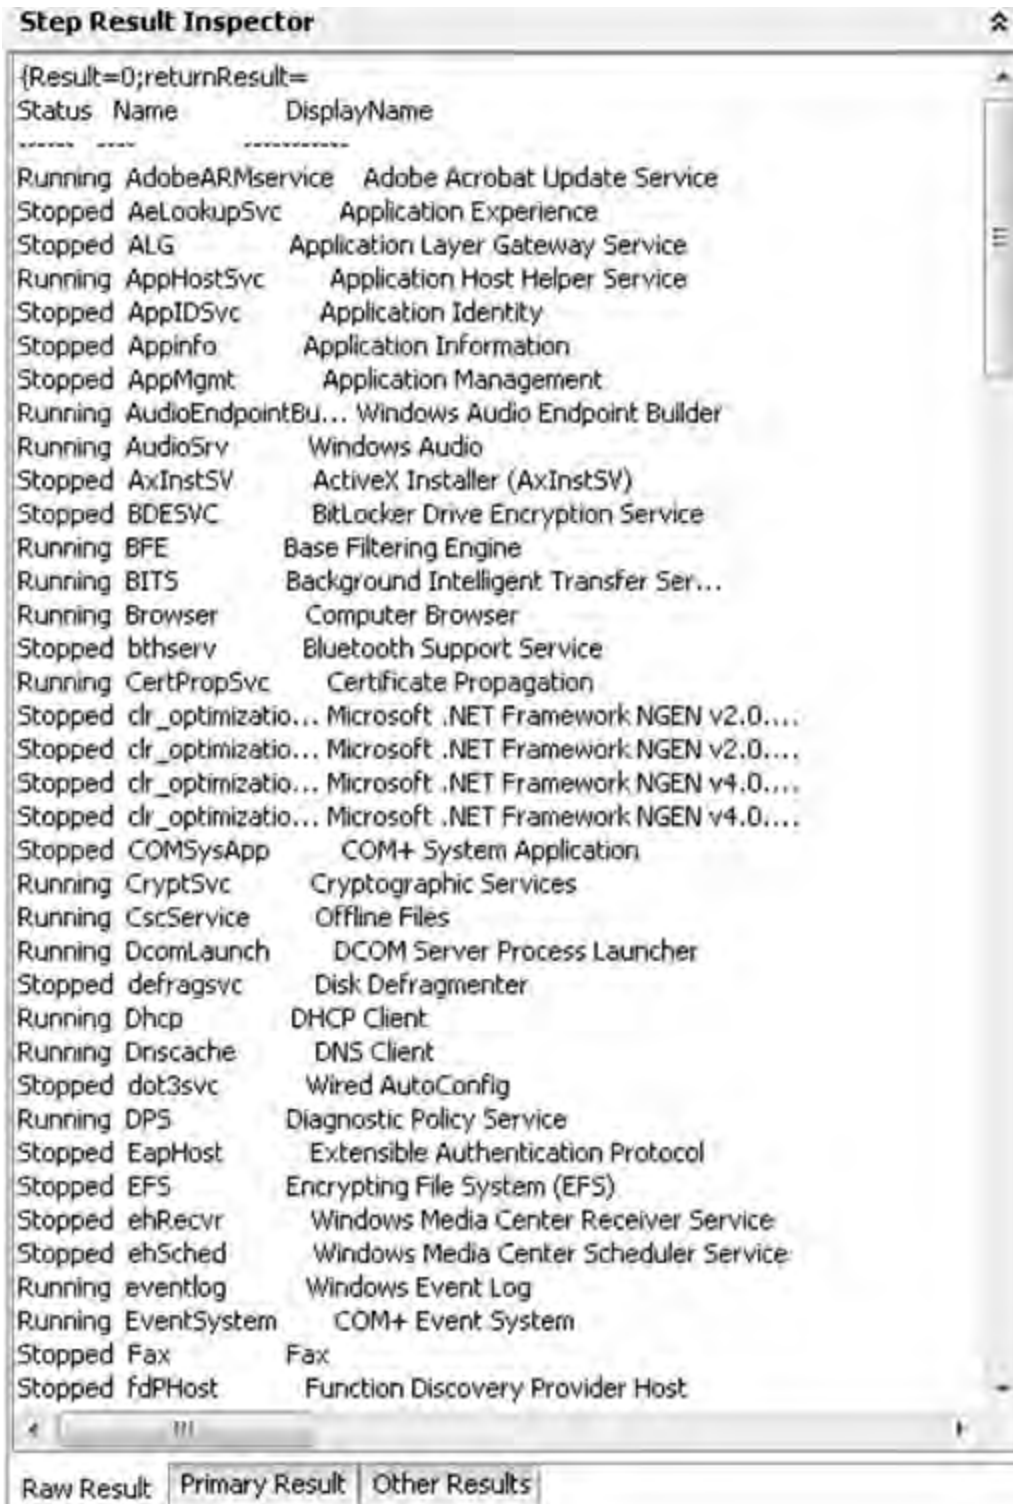 Step Result Inspector
{Result=0;returnResult=
Status Name DisplayName
------ ---- -----------
Running AdobeARMservice Adobe Acrobat Update Service
Stopped AeLookupSvc Application Experience
Stopped ALG Application Layer Gateway Service
Running AppHostSvc Application Host Helper Service
Stopped AppIDSvc Application Identity
Stopped Appinfo Application Information
Stopped AppMgmt Application Management
Running AudioEndpointBu... Windows Audio Endpoint Builder
Running AudioSrv Windows Audio
Stopped AxInstSV ActiveX Installer (AxInstSV)
Stopped BDESVC BitLocker Drive Encryption Service
Running BFE Base Filtering Engine
Running BITS Background Intelligent Transfer Ser...
Running Browser Computer Browser
Stopped bthserv Bluetooth Support Service
Running CertPropSvc Certificate Propagation
Stopped clr_optimizatio... Microsoft .NET Framework NGEN v2.0....
Stopped clr_optimizatio... Microsoft .NET Framework NGEN v2.0....
Stopped clr_optimizatio... Microsoft .NET Framework NGEN v4.0....
Stopped clr_optimizatio... Microsoft .NET Framework NGEN v4.0....
Stopped COMSysApp COM+ System Application
Running CryptSvc Cryptographic Services
Running CscService Offline Files
Running DcomLaunch DCOM Server Process Launcher
Stopped defragsvc Disk Defragmenter
Running Dhcp DHCP Client
Running Dnscache DNS Client
Stopped dot3svc Wired AutoConfig
Running DPS Diagnostic Policy Service
Stopped EapHost Extensible Authentication Protocol
Stopped EFS Encrypting File System (EFS)
Stopped ehRecvr Windows Media Center Receiver Service
Stopped ehSched Windows Media Center Scheduler Service
Running eventlog Windows Event Log
Running EventSystem COM+ Event System
Stopped Fax Fax
Stopped fdPHost Function Discovery Provider Host
Raw Result Primary Result Other Results